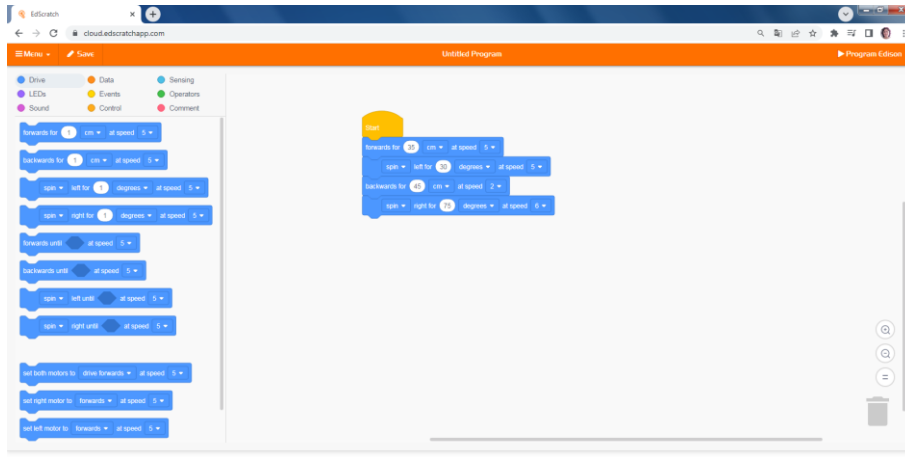 EdScratch
cloud.edscratchapp.com
Menu Save Untitled Program Program Edison
Drive Data Sensing
LEDs Events Operators
Sound Control Comment
forwards for 1 cm at speed 5
backwards for 1 cm at speed 5
spin left for 1 degrees at speed 5
spin right for 1 degrees at speed 5
forwards until at speed 5
backwards until at speed 5
spin left until at speed 5
spin right until at speed 5
set both motors to drive forwards at speed 5
set right motor to forwards at speed 5
set left motor to forwards at speed 5
Start
forwards for 35 cm at speed 5
spin left for 30 degrees at speed 5
backwards for 45 cm at speed 2
spin right for 75 degrees at speed 6